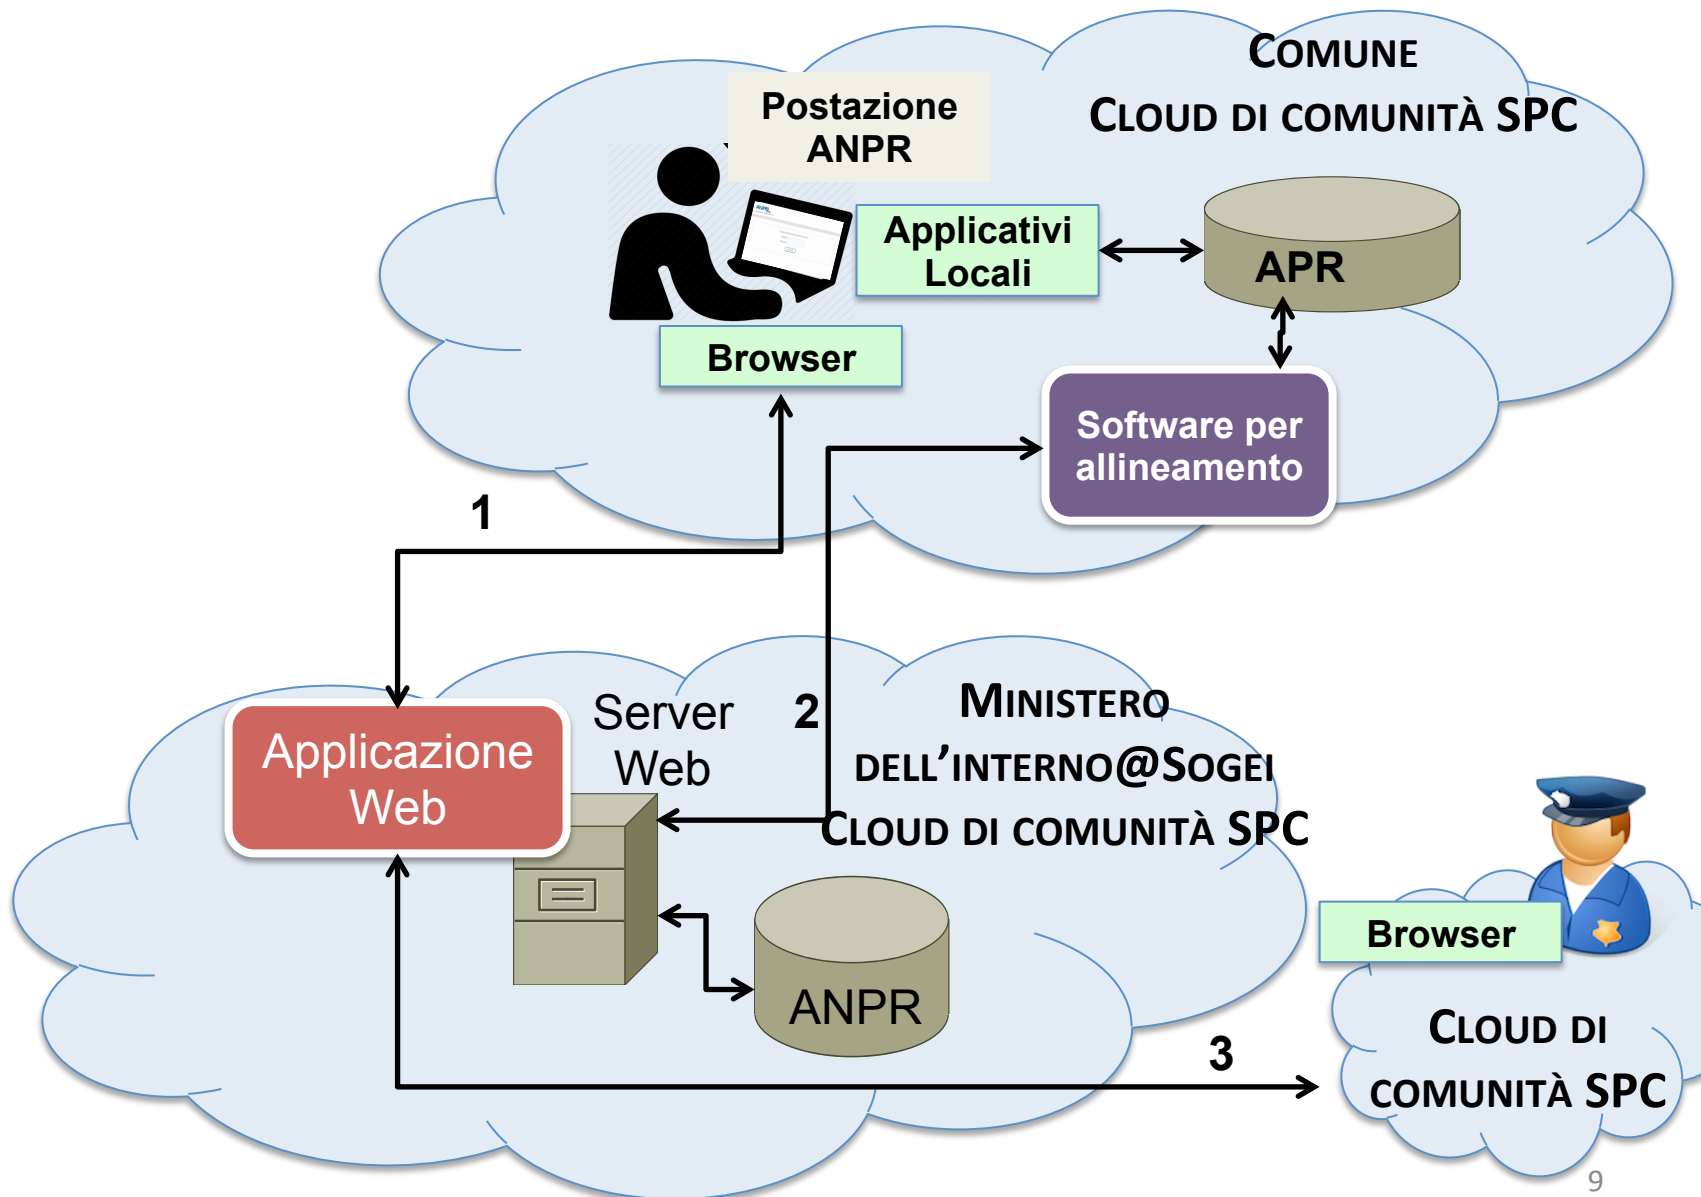 COMUNE
CLOUD DI COMUNITÀ SPC
Postazione
ANPR
Applicativi
Locali
APR
Browser
Software per
allineamento
1
2
Server
Web
MINISTERO
DELL’INTERNO@SOGEI
CLOUD DI COMUNITÀ SPC
Applicazione
Web
ANPR
3
Browser
CLOUD DI
COMUNITÀ SPC
9